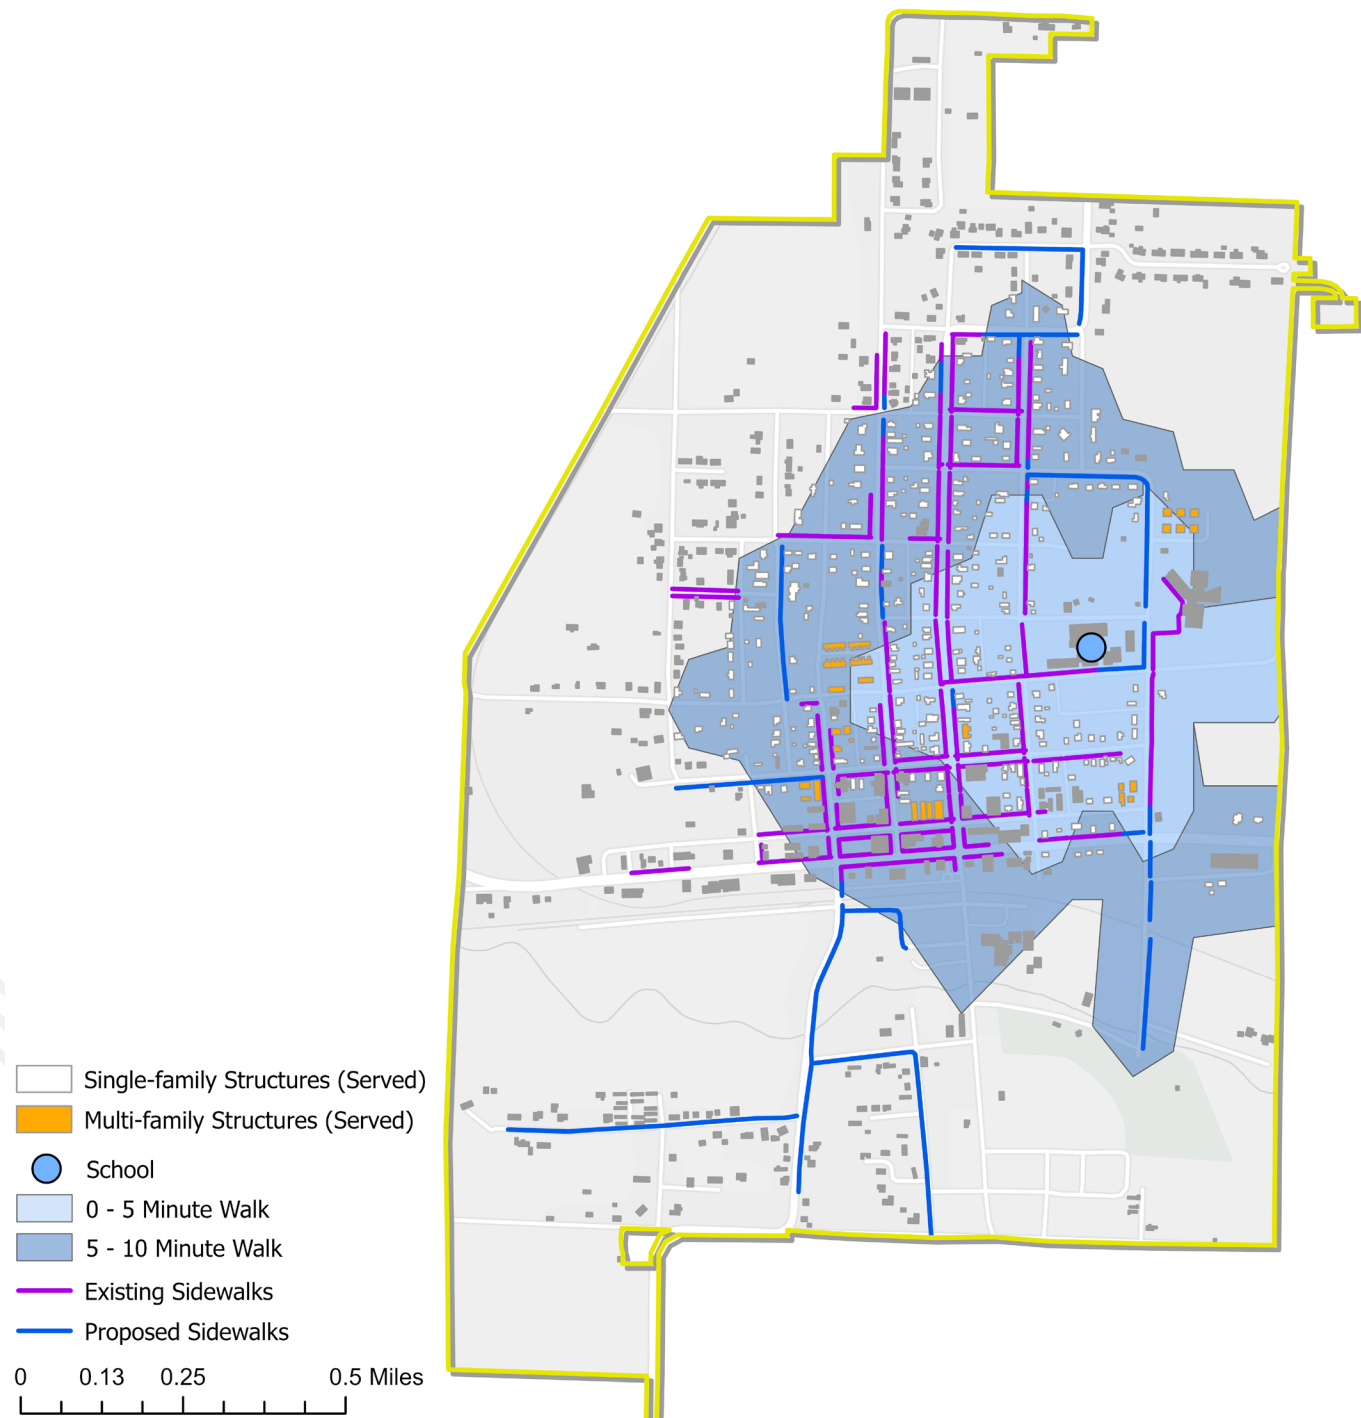 Single-family Structures (Served)
Multi-family Structures (Served)
School
0 - 5 Minute Walk
5 - 10 Minute Walk
Existing Sidewalks
Proposed Sidewalks
0 0.13 0.25 0.5 Miles